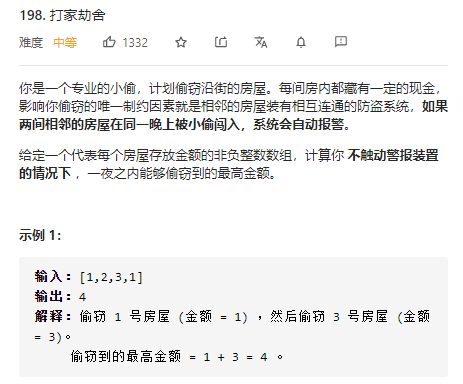 198. 打家劫舍
难度 中等 1332
你是一个专业的小偷，计划偷窃沿街的房屋。每间房内都藏有一定的现金，
影响你偷窃的唯一制约因素就是相邻的房屋装有相互连通的防盗系统，如果
两间相邻的房屋在同一晚上被小偷闯入，系统会自动报警。
给定一个代表每个房屋存放金额的非负整数数组，计算你 不触动警报装置
的情况下 ，一夜之内能够偷窃到的最高金额。
示例 1：
输入：[1,2,3,1]
输出：4
解释：偷窃 1 号房屋 (金额 = 1) ，然后偷窃 3 号房屋 (金额
= 3)。
偷窃到的最高金额 = 1 + 3 = 4 。